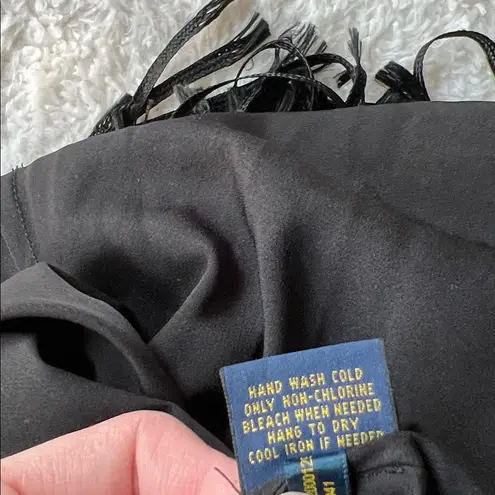 HAND WASH COLD
ONLY NON-CHLORINE
BLEACH WHEN NEEDED
HANG TO DRY
COOL IRON IF NEEDED